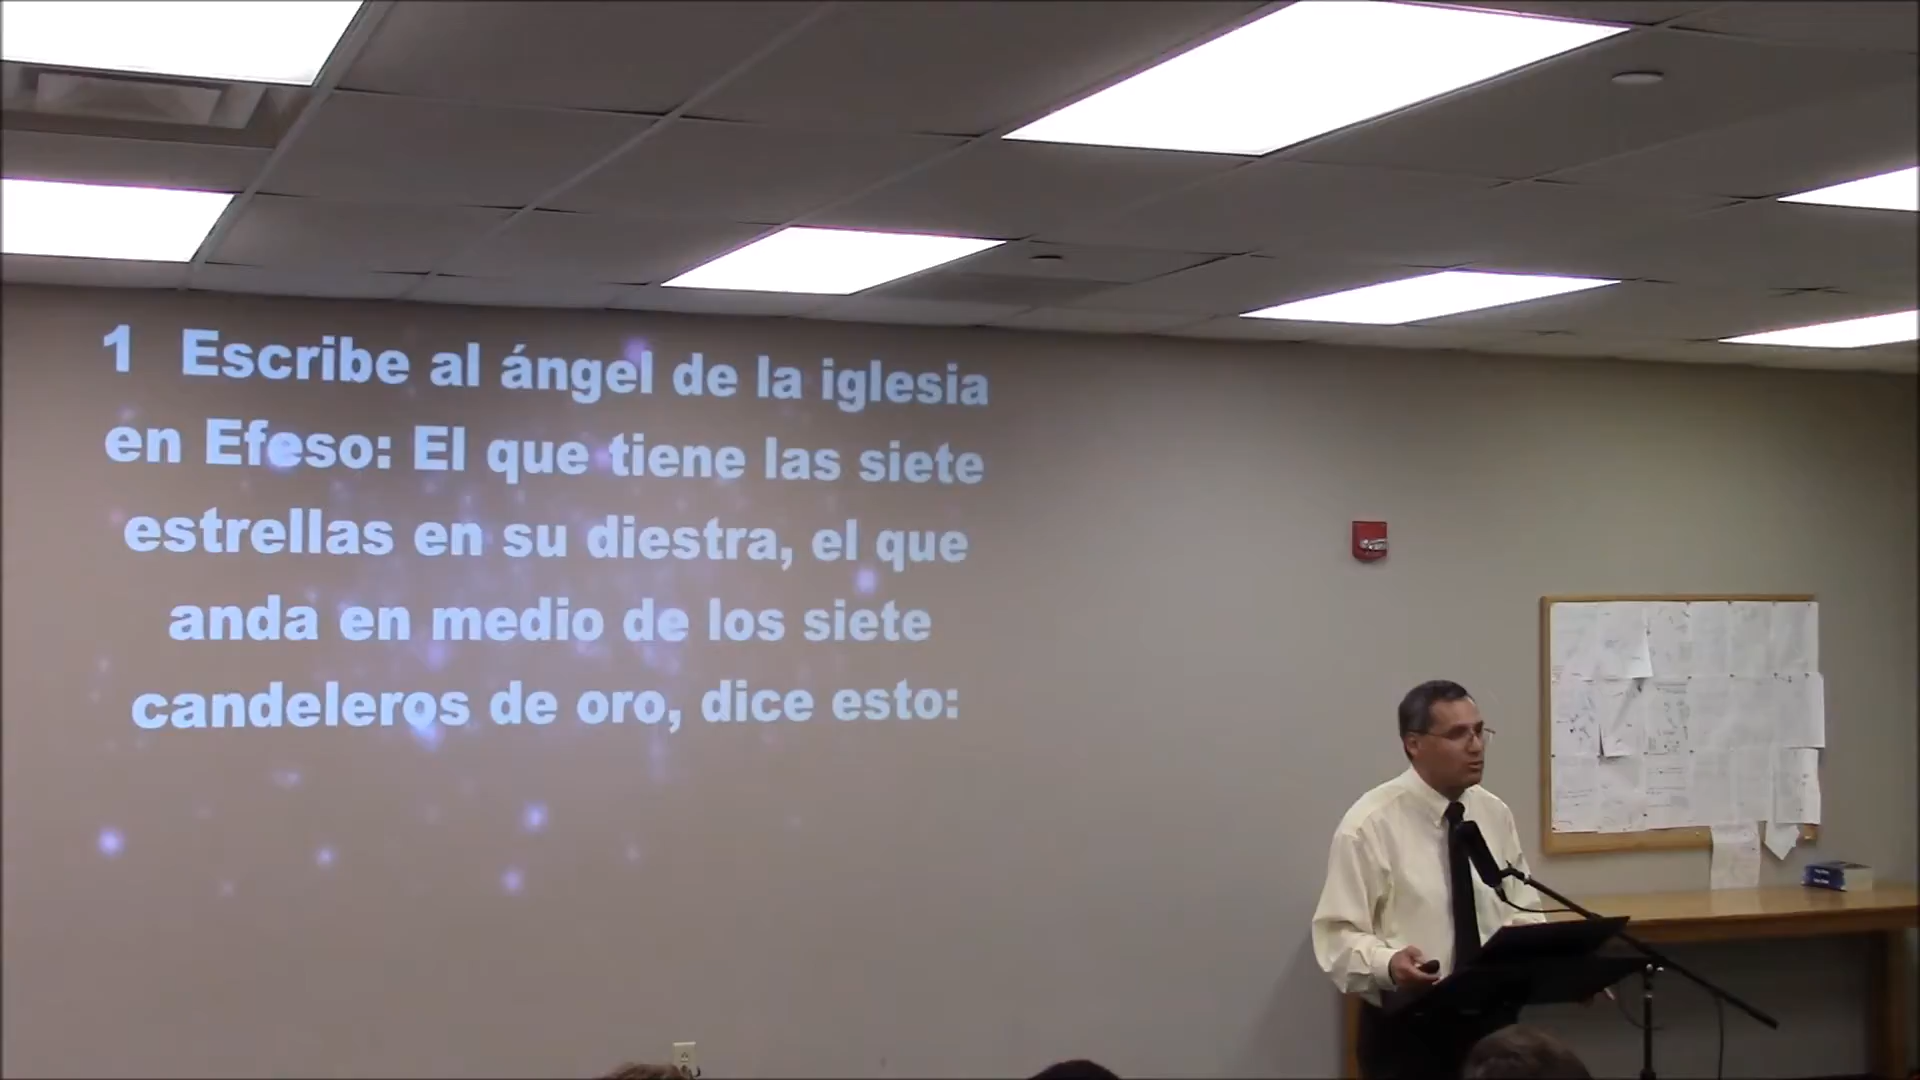 1 Escribe al ángel de la iglesia
en Efeso: El que tiene las siete
estrellas en su diestra, el que
anda en medio de los siete
candeleros de oro, dice esto: